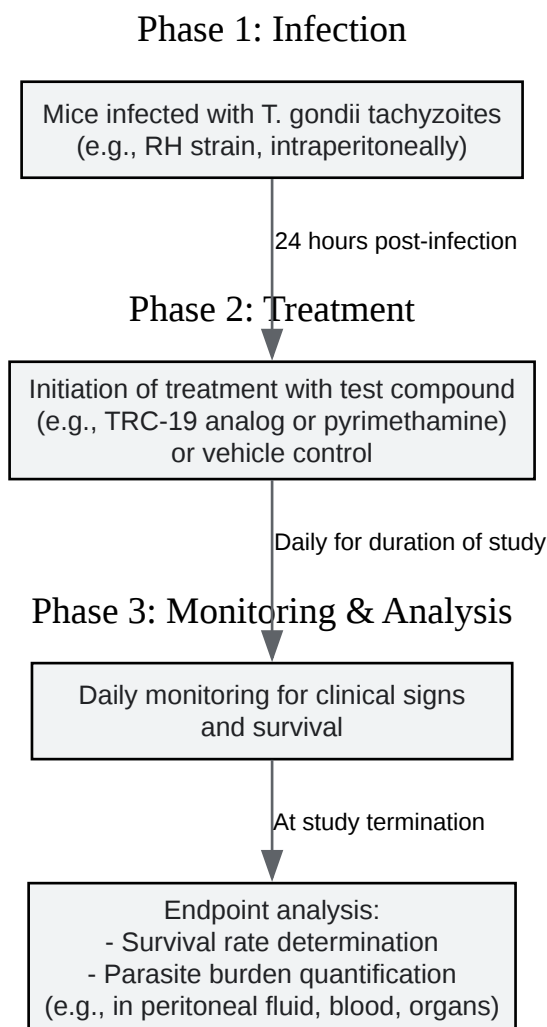 Phase 1: Infection
Mice infected with T. gondii tachyzoites
(e.g., RH strain, intraperitoneally)
24 hours post-infection
Phase 2: Treatment
Initiation of treatment with test compound
(e.g., TRC-19 analog or pyrimethamine)
or vehicle control
Daily for duration of study
Phase 3: Monitoring & Analysis
Daily monitoring for clinical signs
and survival
At study termination
Endpoint analysis:
- Survival rate determination
- Parasite burden quantification
(e.g., in peritoneal fluid, blood, organs)